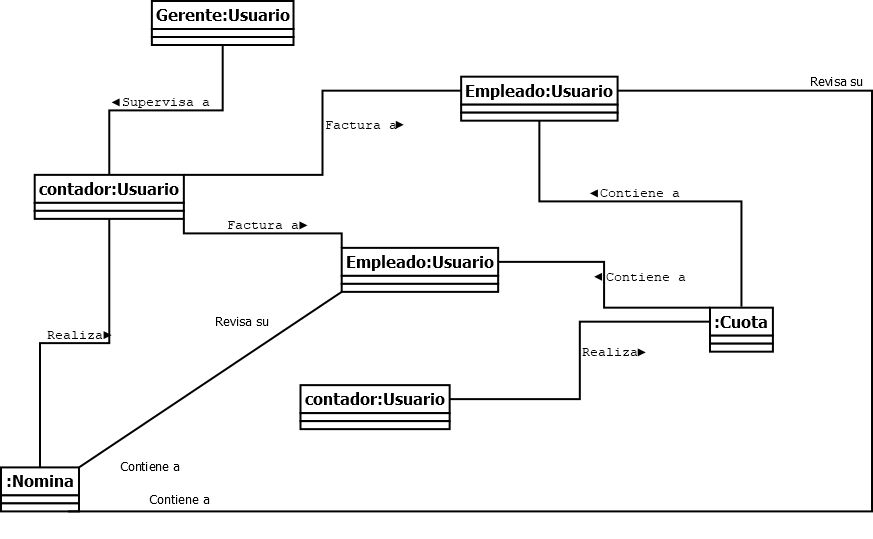 Gerente:Usuario
Empleado:Usuario
Revisa su
◄Supervisa a
Factura a►
contador:Usuario
Contiene a
Factura a►
Empleado:Usuario
◄Contiene a
Revisa su
:Cuota
Realiza►
Realiza►
contador:Usuario
Contiene a
:Nomina
Contiene a